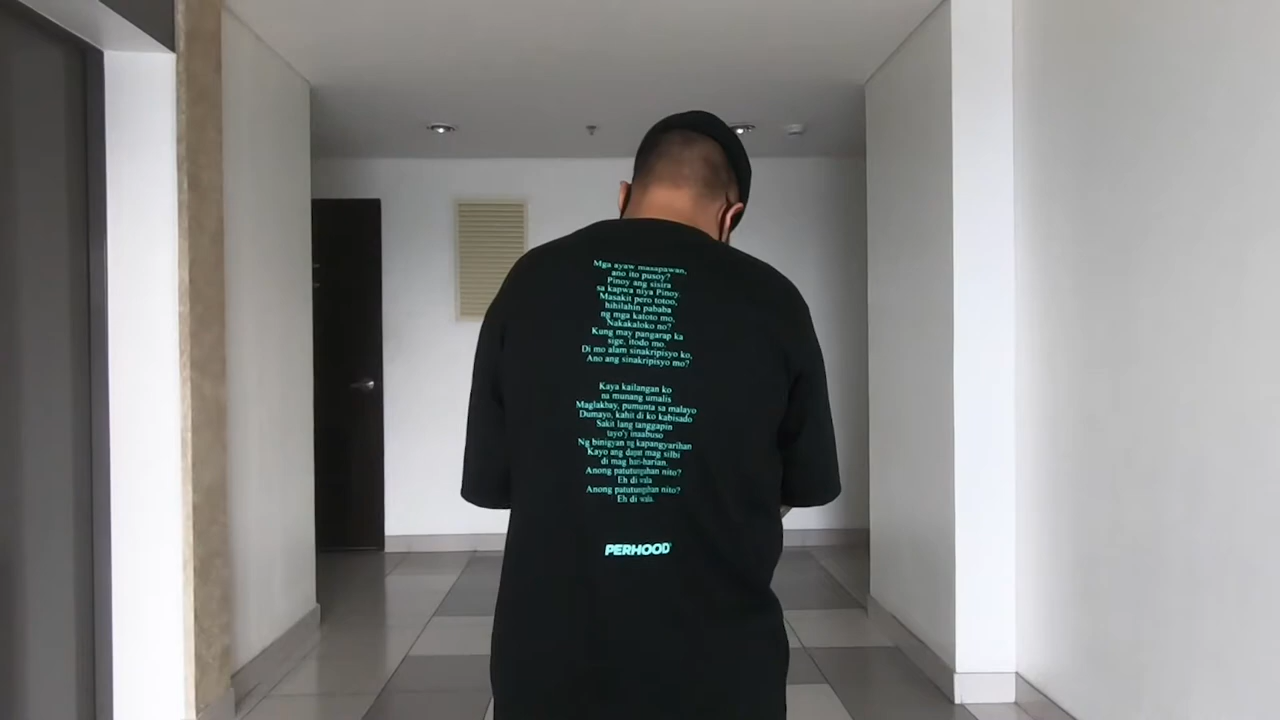 Mga ayaw masapawan,
ano ito pusoy?
Pinoy ang sisira
sa kapwa niya Pinoy.
Masakit pero totoo,
hihilahin pababa
ng mga katoto mo,
Nakakaloko no?
Kung may pangarap ka
sige, itodo mo.
Di mo alam sinakripisyo ko,
Ano ang sinakripisyo mo?
Kaya kailangan ko
na munang umalis
Maglakbay, pumunta sa malayo
Dumayo, kahit di ko kabisado
Sakit lang tanggapin
tayo'y inaabuso
Ng binigyan ng kapangyarihan
Kayo ang dapat mag silbi
di mag hari-harian.
Anong patutunguhan nito?
Eh di wala
Anong patutunguhan nito?
Eh di wala.
PERHOOD